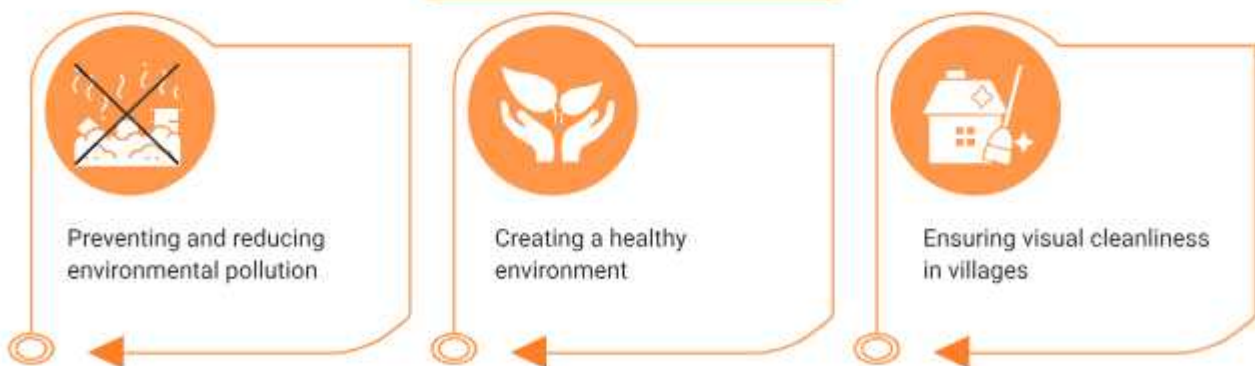 Preventing and reducing
environmental pollution
Creating a healthy
environment
Ensuring visual cleanliness
in villages